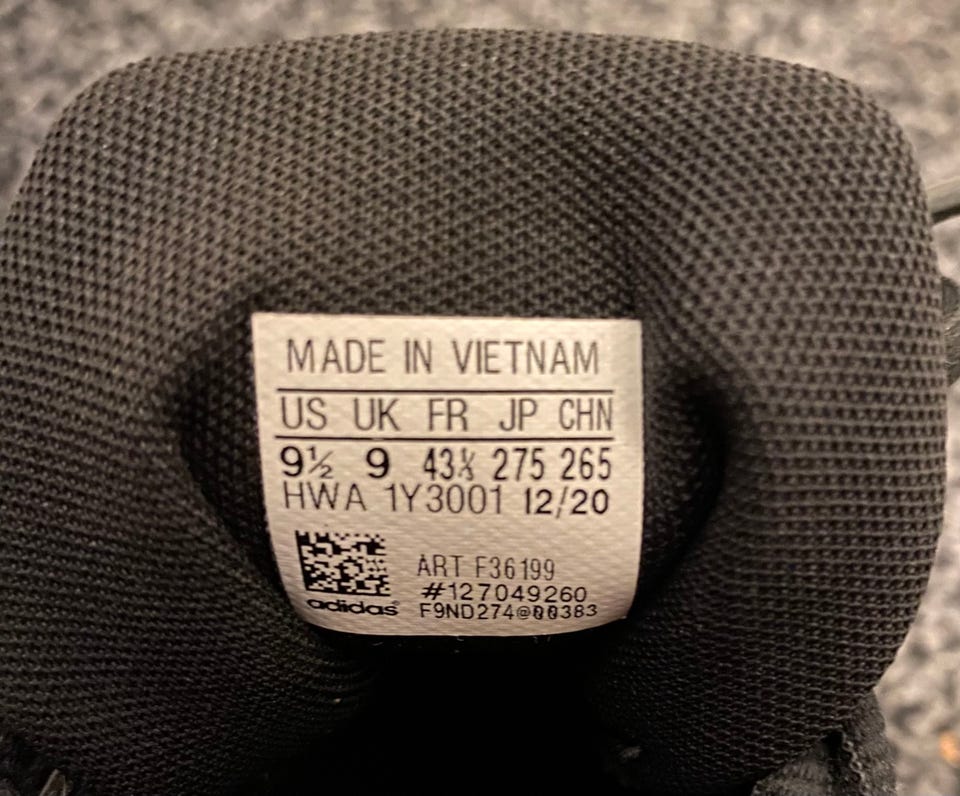 MADE IN VIETNAM
US UK FR JP CHN
9½ 9 43⅓ 275 265
HWA 1Y3001 12/20
ART F36199
#127049260
adidas F9ND274@00383